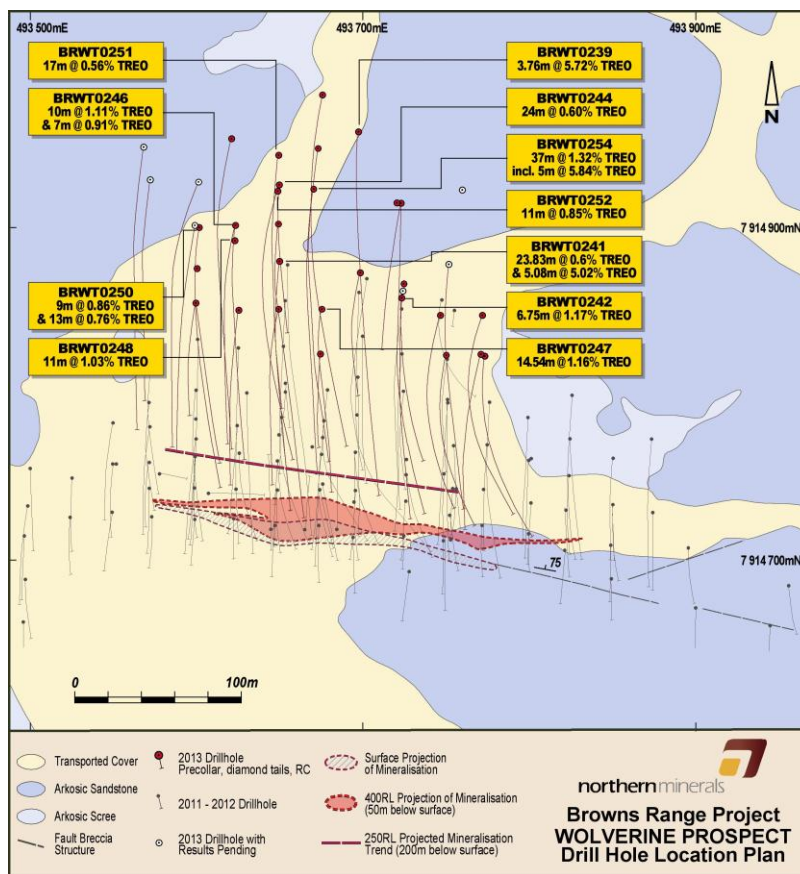 493 500mE
493 700mE
493 900mE
BRWT0251
17m @ 0.56% TREO
BRWT0246
10m @ 1.11% TREO
& 7m @ 0.91% TREO
BRWT0239
3.76m @ 5.72% TREO
BRWT0244
24m @ 0.60% TREO
N
BRWT0254
37m @ 1.32% TREO
incl. 5m @ 5.84% TREO
BRWT0252
11m @ 0.85% TREO
7 914 900mN
BRWT0241
23.83m @ 0.6% TREO
& 5.08m @ 5.02% TREO
BRWT0250
9m @ 0.86% TREO
& 13m @ 0.76% TREO
BRWT0242
6.75m @ 1.17% TREO
BRWT0248
11m @ 1.03% TREO
BRWT0247
14.54m @ 1.16% TREO
7 914 700mN
75
0
100m
Transported Cover
Arkosic Sandstone
Arkosic Scree
Fault Breccia
Structure
2013 Drillhole
Precollar, diamond tails, RC
2011 - 2012 Drillhole
2013 Drillhole with
Results Pending
Surface Projection
of Mineralisation
400RL Projection of Mineralisation
(50m below surface)
250RL Projected Mineralisation
Trend (200m below surface)
northernminerals
Browns Range Project
WOLVERINE PROSPECT
Drill Hole Location Plan